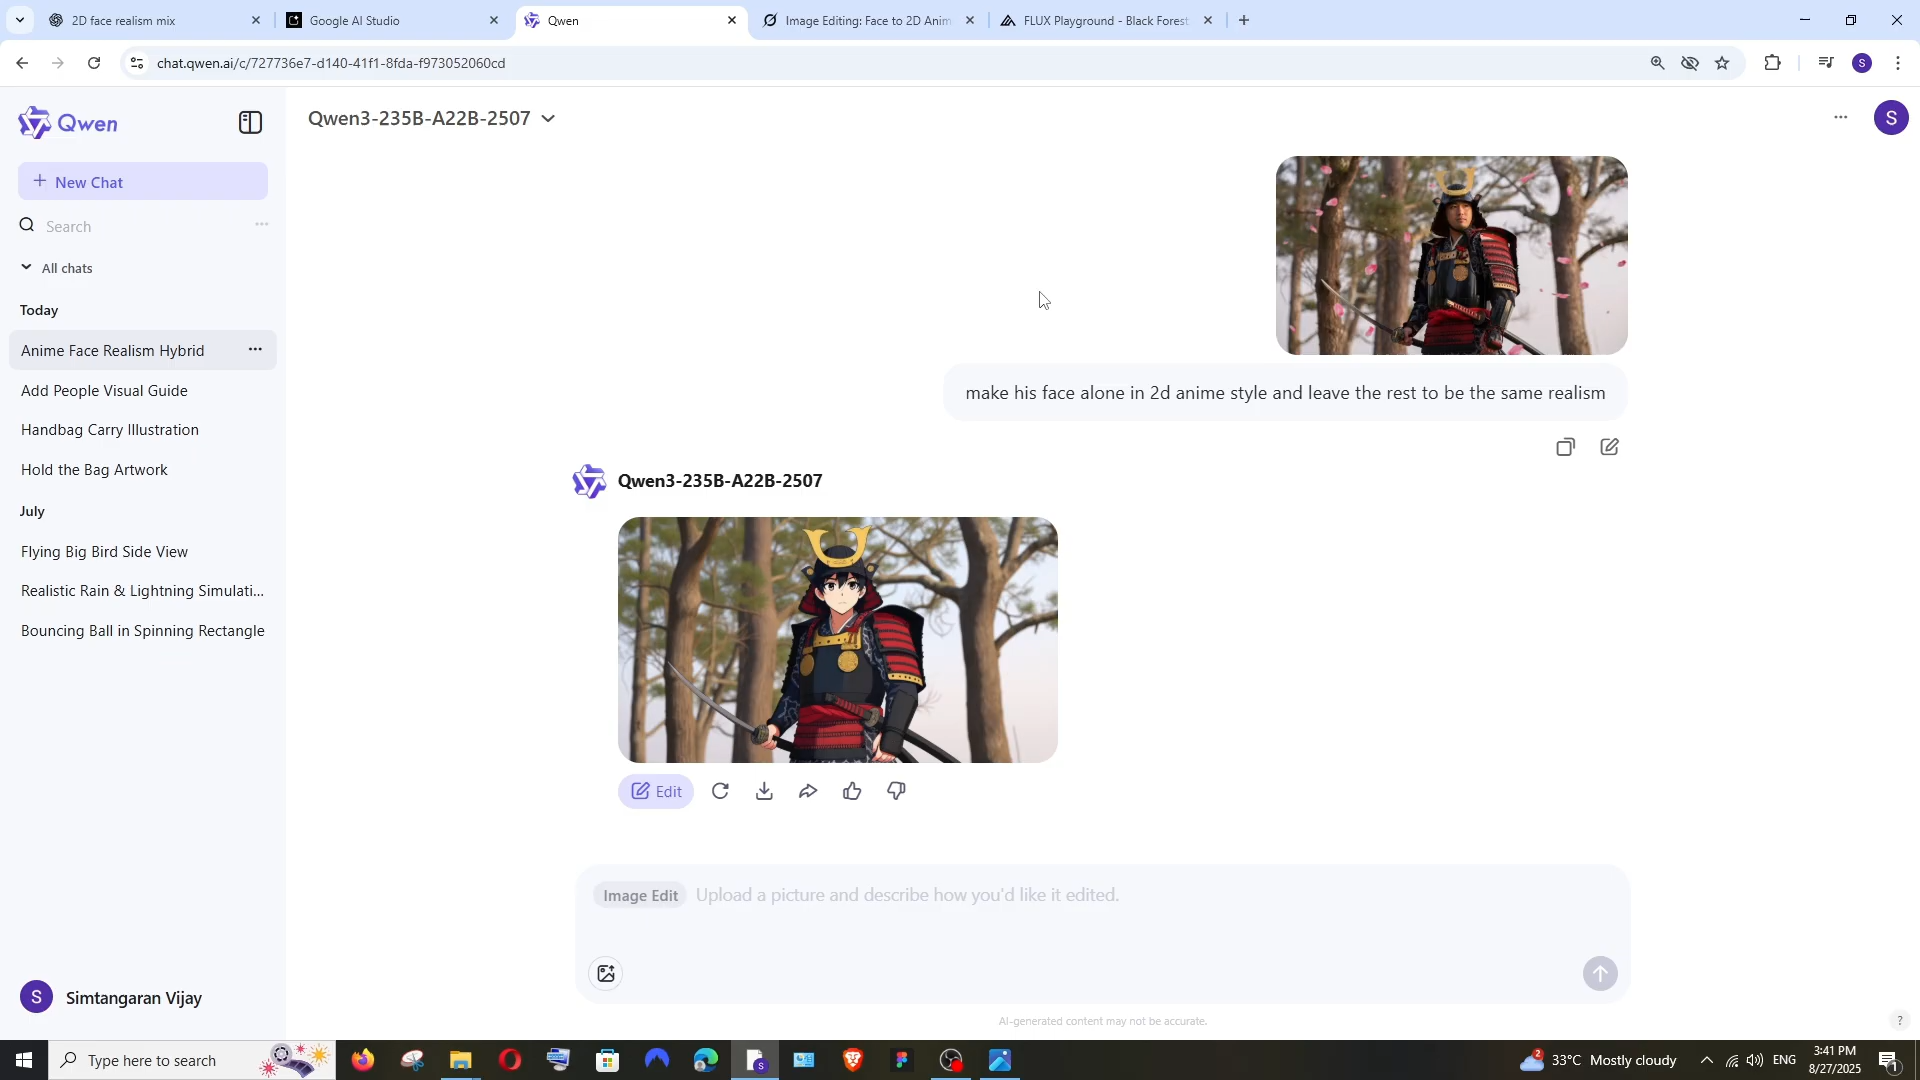 2D face realism mix
Google AI Studio
Qwen
Image Editing: Face to 2D Anim
FLUX Playground - Black Forest
chat.qwen.ai/c/727736e7-d140-41f1-8fda-f973052060cd
S
Qwen
Qwen3-235B-A22B-2507
S
New Chat
Search
All chats
Today
Anime Face Realism Hybrid
Add People Visual Guide
Handbag Carry Illustration
Hold the Bag Artwork
July
Flying Big Bird Side View
Realistic Rain & Lightning Simulati...
Bouncing Ball in Spinning Rectangle
S
Simtangaran Vijay
make his face alone in 2d anime style and leave the rest to be the same realism
Qwen3-235B-A22B-2507
Edit
Image Edit Upload a picture and describe how you'd like it edited.
AI-generated content may not be accurate.
?
Type here to search
2
33°C Mostly cloudy
ENG
3:41 PM
8/27/2025
1